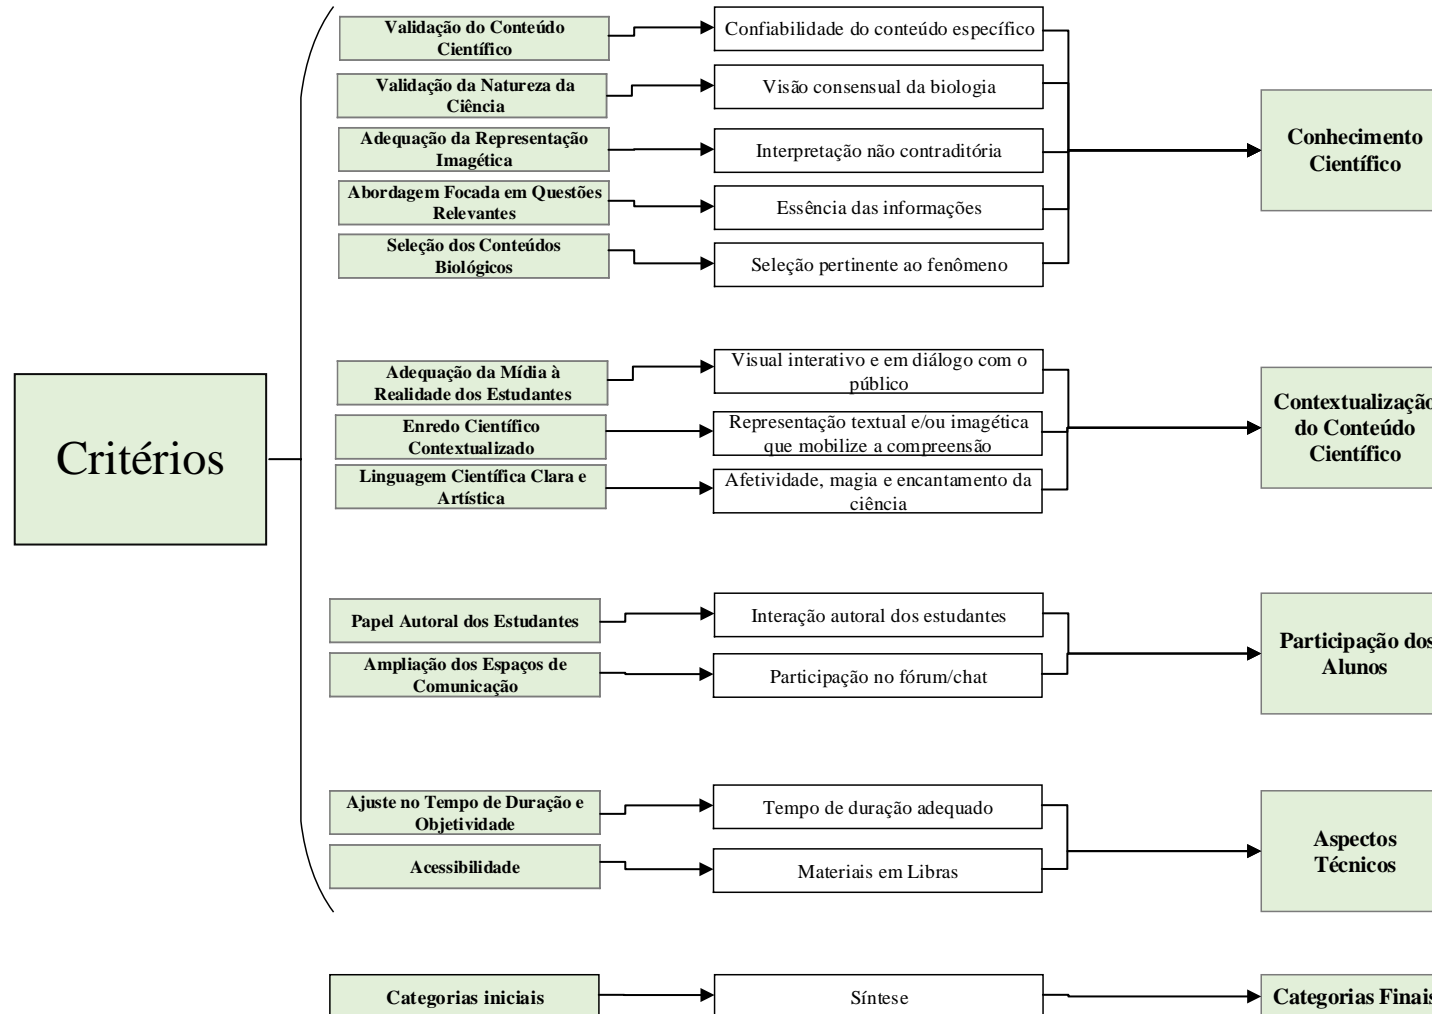 Critérios
Validação do Conteúdo
Científico
Confiabilidade do conteúdo específico
Validação da Natureza da
Ciência
Visão consensual da biologia
Adequação da Representação
Imagética
Interpretação não contraditória
Abordagem Focada em Questões
Relevantes
Essência das informações
Seleção dos Conteúdos
Biológicos
Seleção pertinente ao fenômeno
Conhecimento
Científico
Adequação da Mídia à
Realidade dos Estudantes
Visual interativo e em diálogo com o
público
Enredo Científico
Contextualizado
Representação textual e/ou imagética
que mobilize a compreensão
Linguagem Científica Clara e
Artística
Afetividade, magia e encantamento da
ciência
Contextualização
do Conteúdo
Científico
Papel Autoral dos Estudantes
Interação autoral dos estudantes
Ampliação dos Espaços de
Comunicação
Participação no fórum/chat
Participação dos
Alunos
Ajuste no Tempo de Duração e
Objetividade
Tempo de duração adequado
Acessibilidade
Materiais em Libras
Aspectos
Técnicos
Categorias iniciais
Síntese
Categorias Finais